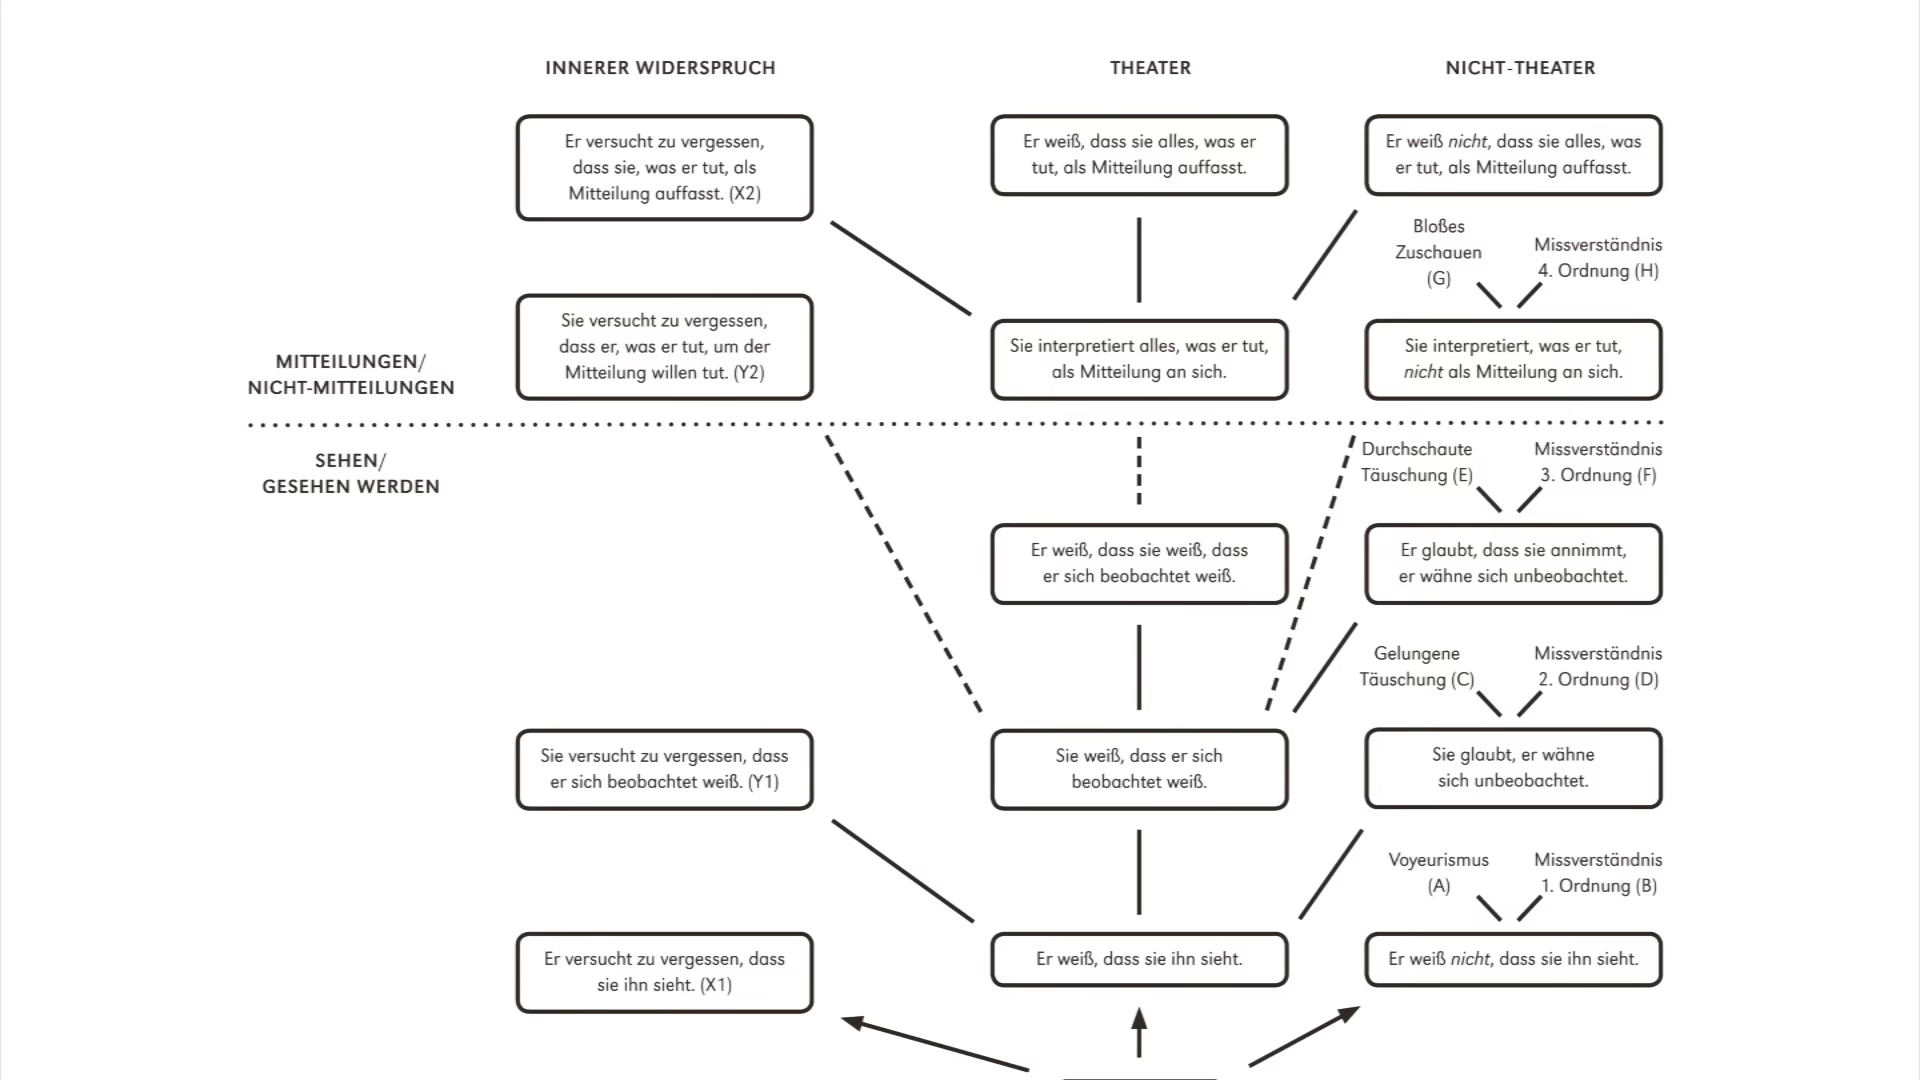 INNERER WIDERSPRUCH
THEATER
NICHT-THEATER
Er versucht zu vergessen,
dass sie, was er tut, als
Mitteilung auffasst. (X2)
Er weiß, dass sie alles, was er
tut, als Mitteilung auffasst.
Er weiß nicht, dass sie alles, was
er tut, als Mitteilung auffasst.
Bloßes
Zuschauen
(G)
Missverständnis
4. Ordnung (H)
Sie versucht zu vergessen,
dass er, was er tut, um der
Mitteilung willen tut. (Y2)
Sie interpretiert alles, was er tut,
als Mitteilung an sich.
Sie interpretiert, was er tut,
nicht als Mitteilung an sich.
MITTEILUNGEN/
NICHT-MITTEILUNGEN
SEHEN/
GESEHEN WERDEN
Durchschaute
Täuschung (E)
Missverständnis
3. Ordnung (F)
Er weiß, dass sie weiß, dass
er sich beobachtet weiß.
Er glaubt, dass sie annimmt,
er wähne sich unbeobachtet.
Gelungene
Täuschung (C)
Missverständnis
2. Ordnung (D)
Sie versucht zu vergessen, dass
er sich beobachtet weiß. (Y1)
Sie weiß, dass er sich
beobachtet weiß.
Sie glaubt, er wähne
sich unbeobachtet.
Voyeurismus
(A)
Missverständnis
1. Ordnung (B)
Er versucht zu vergessen, dass
sie ihn sieht. (X1)
Er weiß, dass sie ihn sieht.
Er weiß nicht, dass sie ihn sieht.